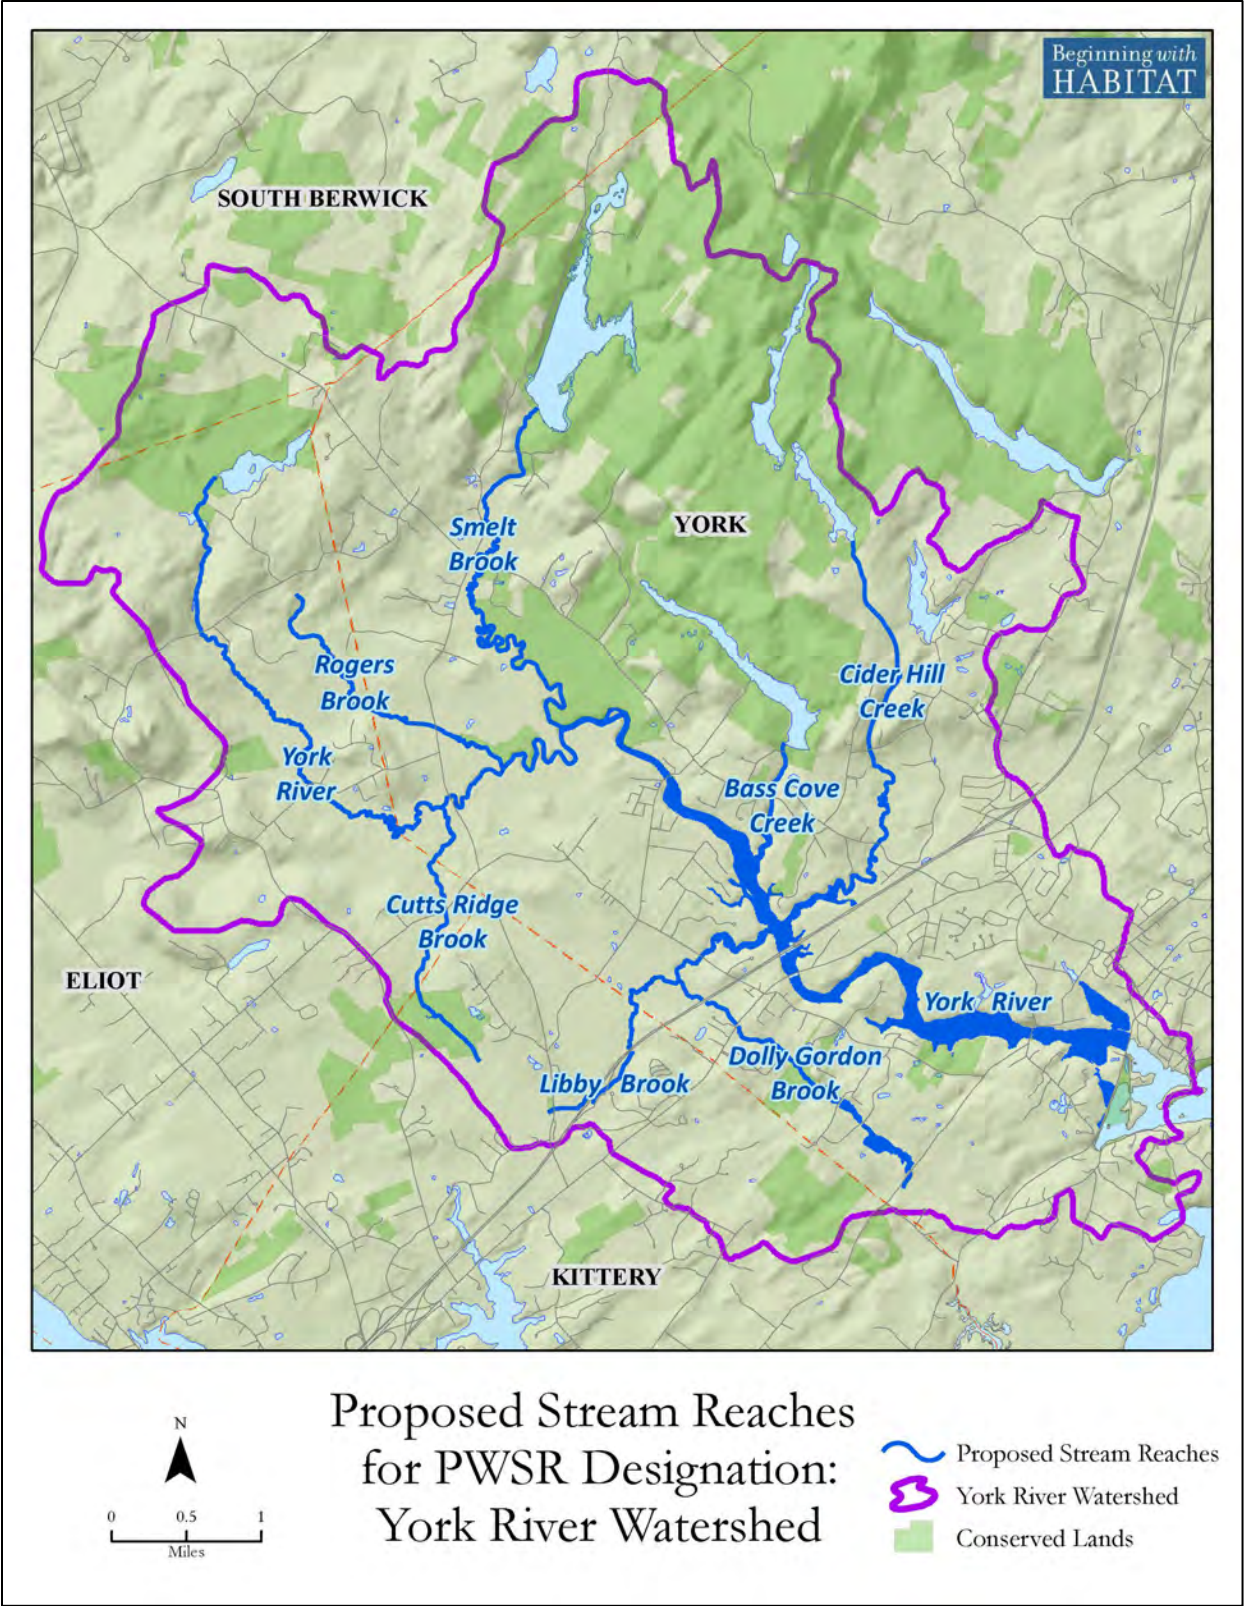 Beginning with
HABITAT
SOUTH BERWICK
YORK
Smelt
Brook
Rogers
Brook
Cider Hill
Creek
York
River
Bass Cove
Creek
Cutts Ridge
Brook
ELIOT
York River
Dolly Gordon
Brook
Libby Brook
KITTERY
N
0 0.5 1
Miles
Proposed Stream Reaches
for PWSR Designation:
York River Watershed
Proposed Stream Reaches
York River Watershed
Conserved Lands